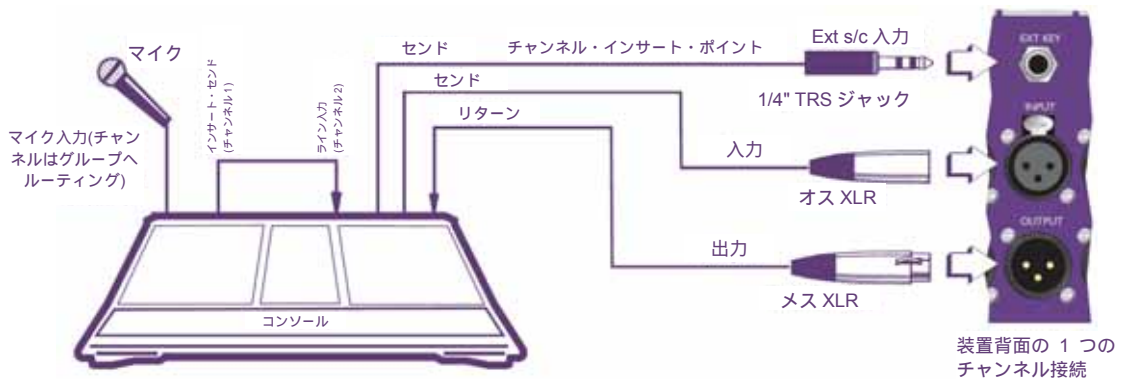 マイク
マイク入力(チャン
ネルはグループへ
ルーティング)
インサート・センド
(チャンネル 1)
ライン入力
(チャンネル 2)
センド
チャンネル・インサート・ポイント
センド
リターン
Ext s/c 入力
1/4" TRS ジャック
入力
オス XLR
出力
メス XLR
コンソール
EXT KEY
INPUT
OUTPUT
装置背面の 1 つの
チャンネル接続